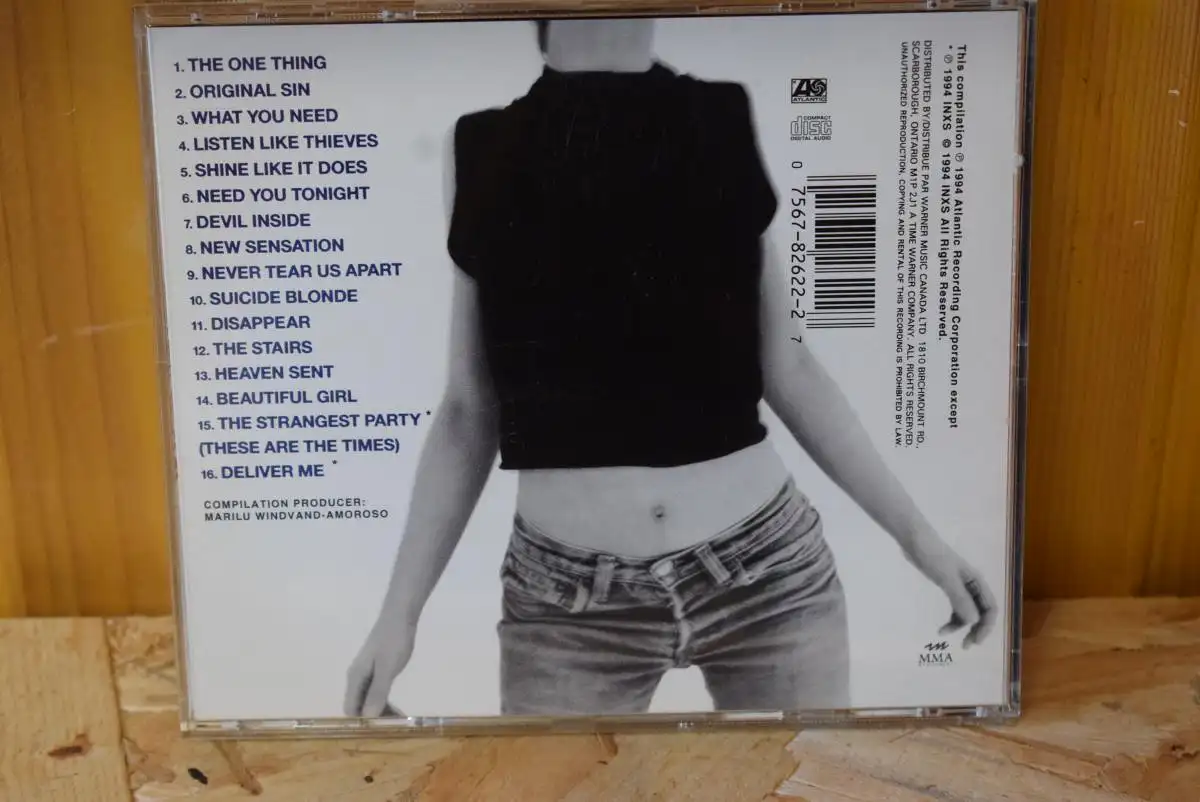 1. THE ONE THING
2. ORIGINAL SIN
3. WHAT YOU NEED
4. LISTEN LIKE THIEVES
5. SHINE LIKE IT DOES
6. NEED YOU TONIGHT
7. DEVIL INSIDE
8. NEW SENSATION
9. NEVER TEAR US APART
10. SUICIDE BLONDE
11. DISAPPEAR
12. THE STAIRS
13. HEAVEN SENT
14. BEAUTIFUL GIRL
15. THE STRANGEST PARTY *
(THESE ARE THE TIMES)
16. DELIVER ME *
COMPILATION PRODUCER:
MARILU WINDVAND-AMOROSO
ATLANTIC
COMPACT
disc
DIGITAL AUDIO
0 7567-82622-2 7
This compilation ℗ 1994 Atlantic Recording Corporation except
* ℗ 1994 INXS © 1994 INXS All Rights Reserved.
DISTRIBUTED BY/DISTRIBUE PAR WARNER MUSIC CANADA LTD 1810 BIRCHMOUNT RD.,
SCARBOROUGH, ONTARIO M1P 2J1 A TIME WARNER COMPANY. ALL RIGHTS RESERVED.
UNAUTHORIZED REPRODUCTION, COPYING AND RENTAL OF THIS RECORDING IS PROHIBITED BY LAW.
MMA